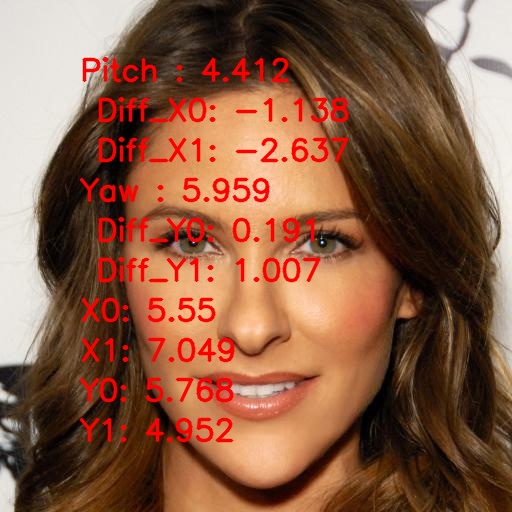 Pitch : 4.412
Diff_X0: -1.138
Diff_X1: -2.637
Yaw : 5.959
Diff_Y0: 0.191
Diff_Y1: 1.007
X0: 5.55
X1: 7.049
Y0: 5.768
Y1: 4.952